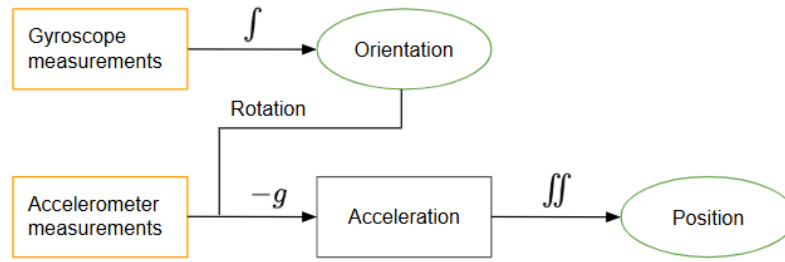 Gyroscope
measurements
∫
Orientation
Rotation
Accelerometer
measurements
−g
Acceleration
∬
Position